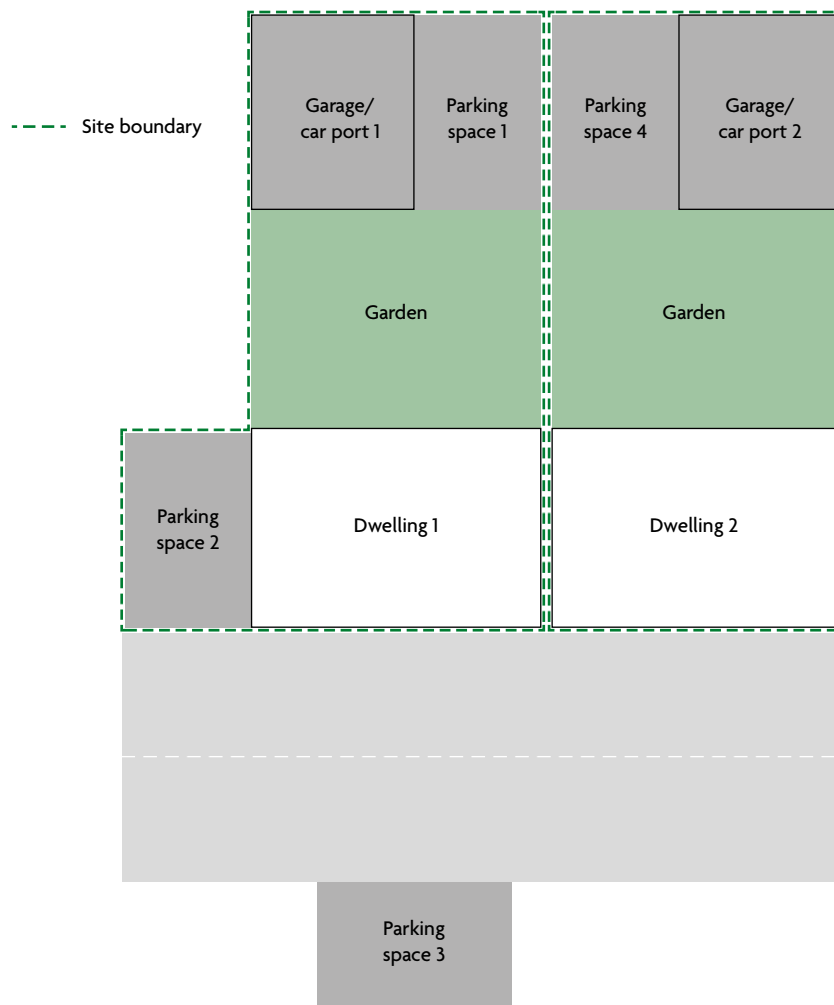 Garage/
car port 1
Parking
space 1
Parking
space 4
Garage/
car port 2
Site boundary
Garden
Garden
Parking
space 2
Dwelling 1
Dwelling 2
Parking
space 3